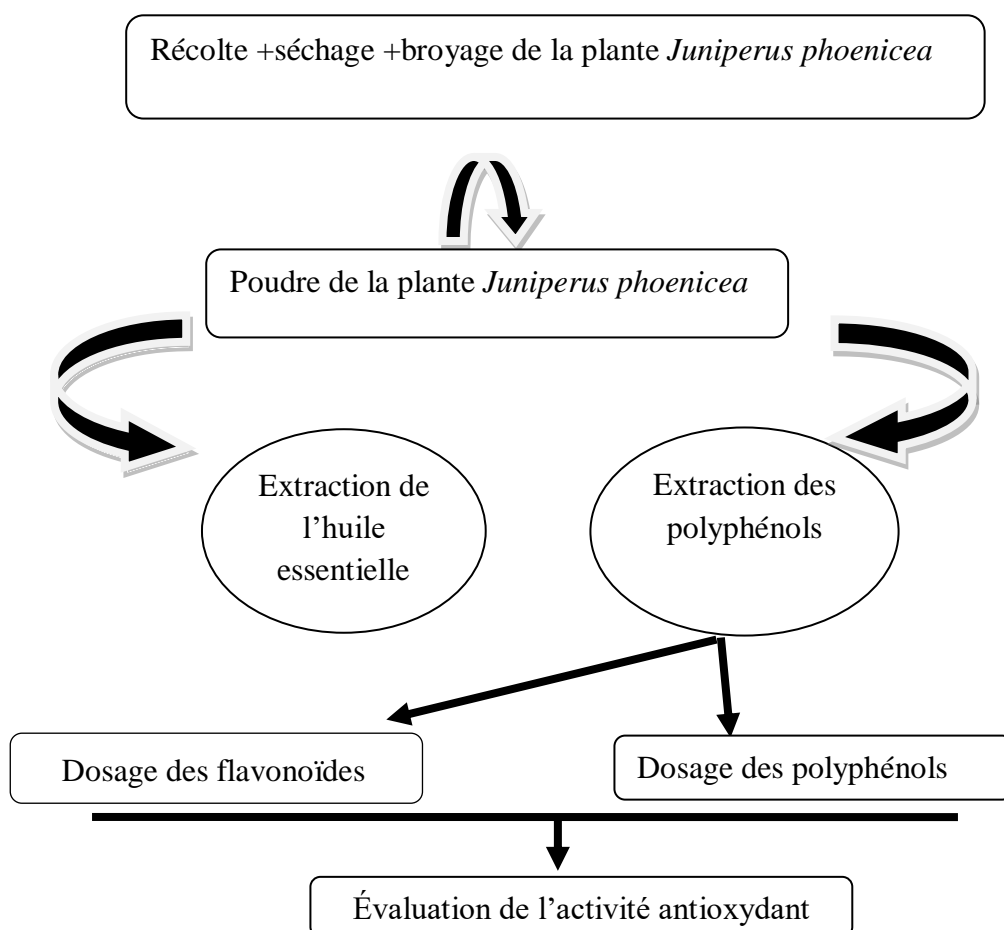 Récolte +séchage +broyage de la plante Juniperus phoenicea
Poudre de la plante Juniperus phoenicea
Extraction de
l’huile
essentielle
Extraction des
polyphénols
Dosage des flavonoïdes
Dosage des polyphénols
Évaluation de l’activité antioxydant